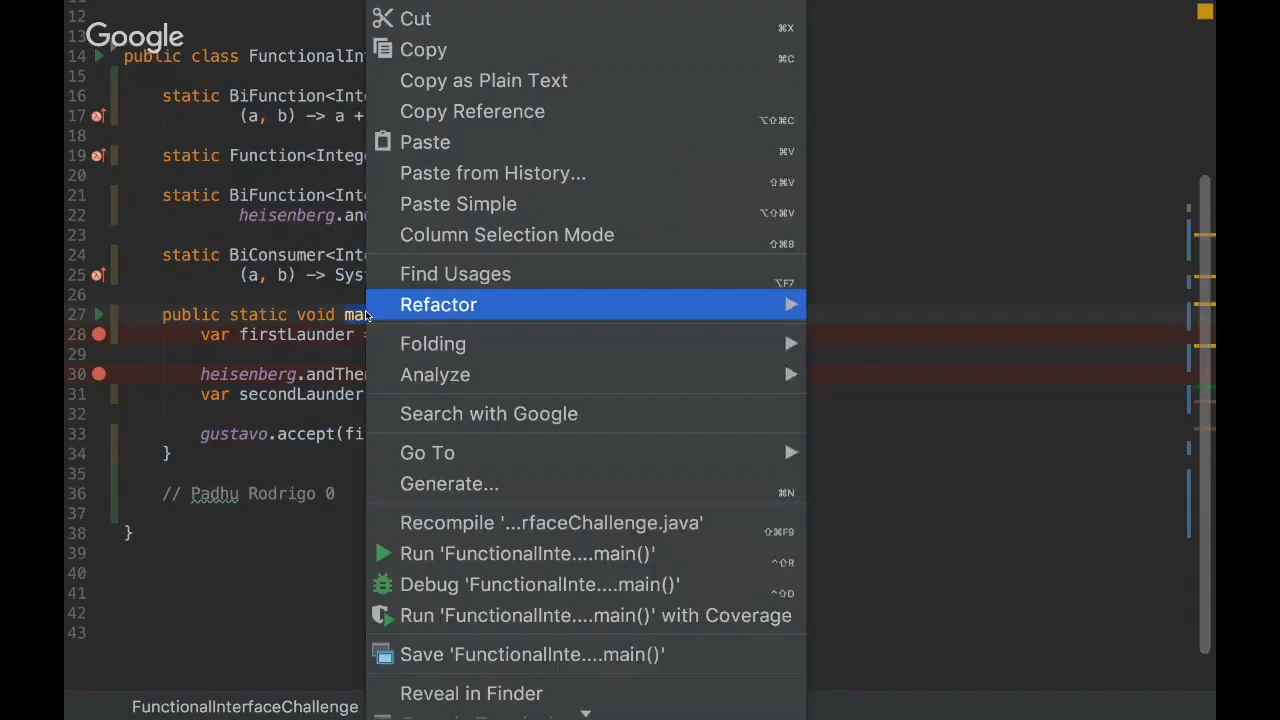 11
12
13
Google
14 public class FunctionalInt
15
16 static BiFunction<Inte
17 (a, b) -> a +
18
19 static Function<Intege
20
21 static BiFunction<Inte
22 heisenberg.and
23
24 static BiConsumer<Inte
25 (a, b) -> Syst
26
27 public static void ma
28 var firstLaunder =
29
30 heisenberg.andThen
31 var secondLaunder
32
33 gustavo.accept(fi
34 }
35
36 // Padhu Rodrigo 0
37
38 }
39
40
41
42
43
Cut ⌘X
Copy ⌘C
Copy as Plain Text
Copy Reference ⌥⇧⌘C
Paste ⌘V
Paste from History... ⇧⌘V
Paste Simple ⌥⇧⌘V
Column Selection Mode ⇧⌘8
Find Usages ⌥F7
Refactor
Folding
Analyze
Search with Google
Go To
Generate... ⌘N
Recompile '...rfaceChallenge.java' ⇧⌘F9
Run 'FunctionalInte....main()' ^⇧R
Debug 'FunctionalInte....main()' ^⇧D
Run 'FunctionalInte....main()' with Coverage
Save 'FunctionalInte....main()'
Reveal in Finder
FunctionalInterfaceChallenge